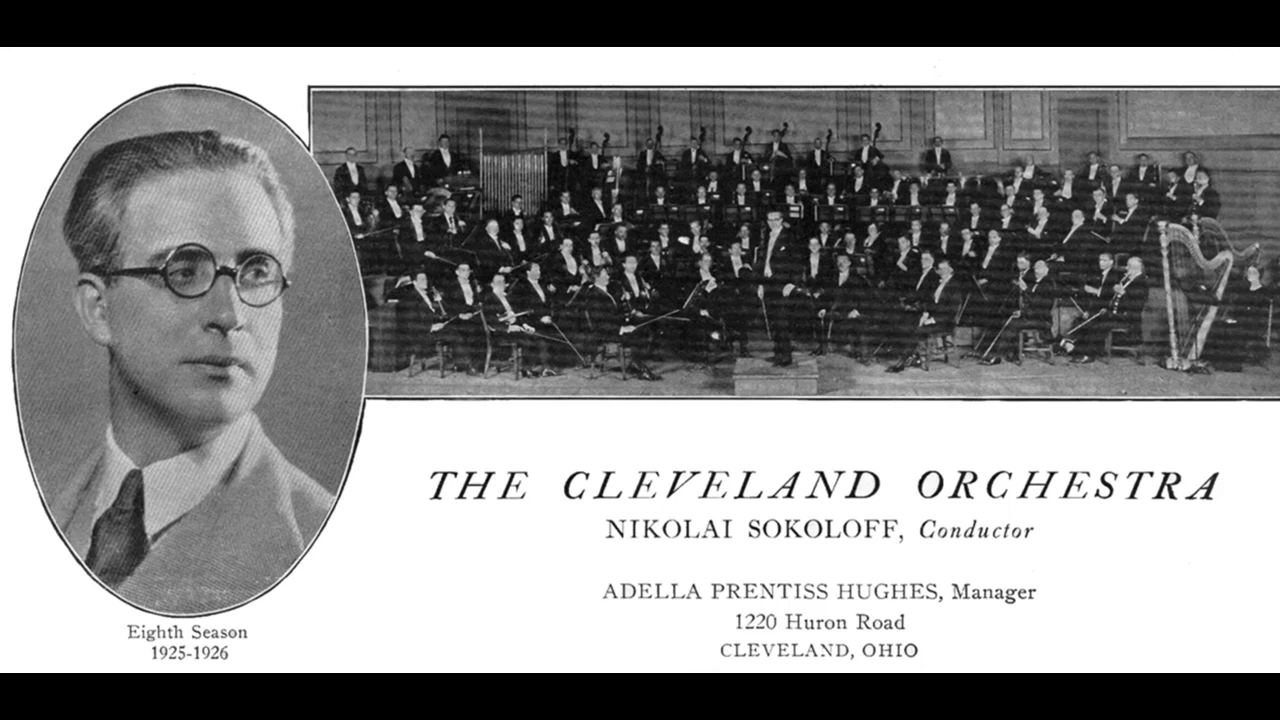 THE CLEVELAND ORCHESTRA
NIKOLAI SOKOLOFF, Conductor
ADELLA PRENTISS HUGHES, Manager
1220 Huron Road
CLEVELAND, OHIO
Eighth Season
1925-1926